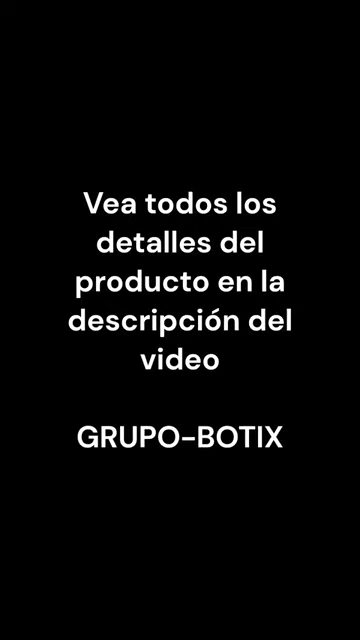 Vea todos los
detalles del
producto en la
descripción del
video
GRUPO-BOTIX